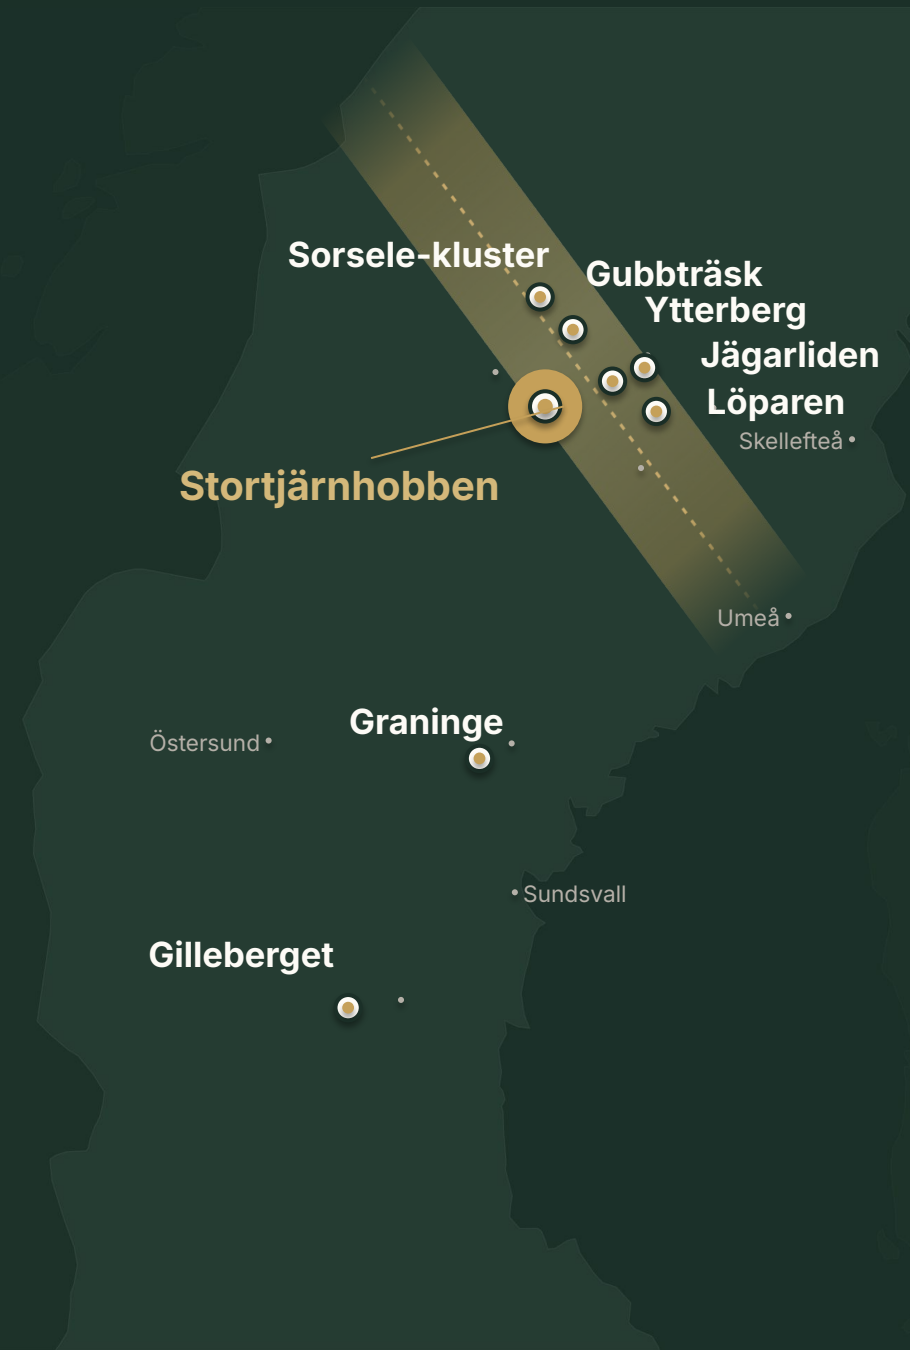 Sorsele-kluster
Gubbträsk
Ytterberg
Jägarliden
Löparen
Skellefteå
Stortjärnhobben
Umeå
Graninge
Östersund
Sundsvall
Gilleberget